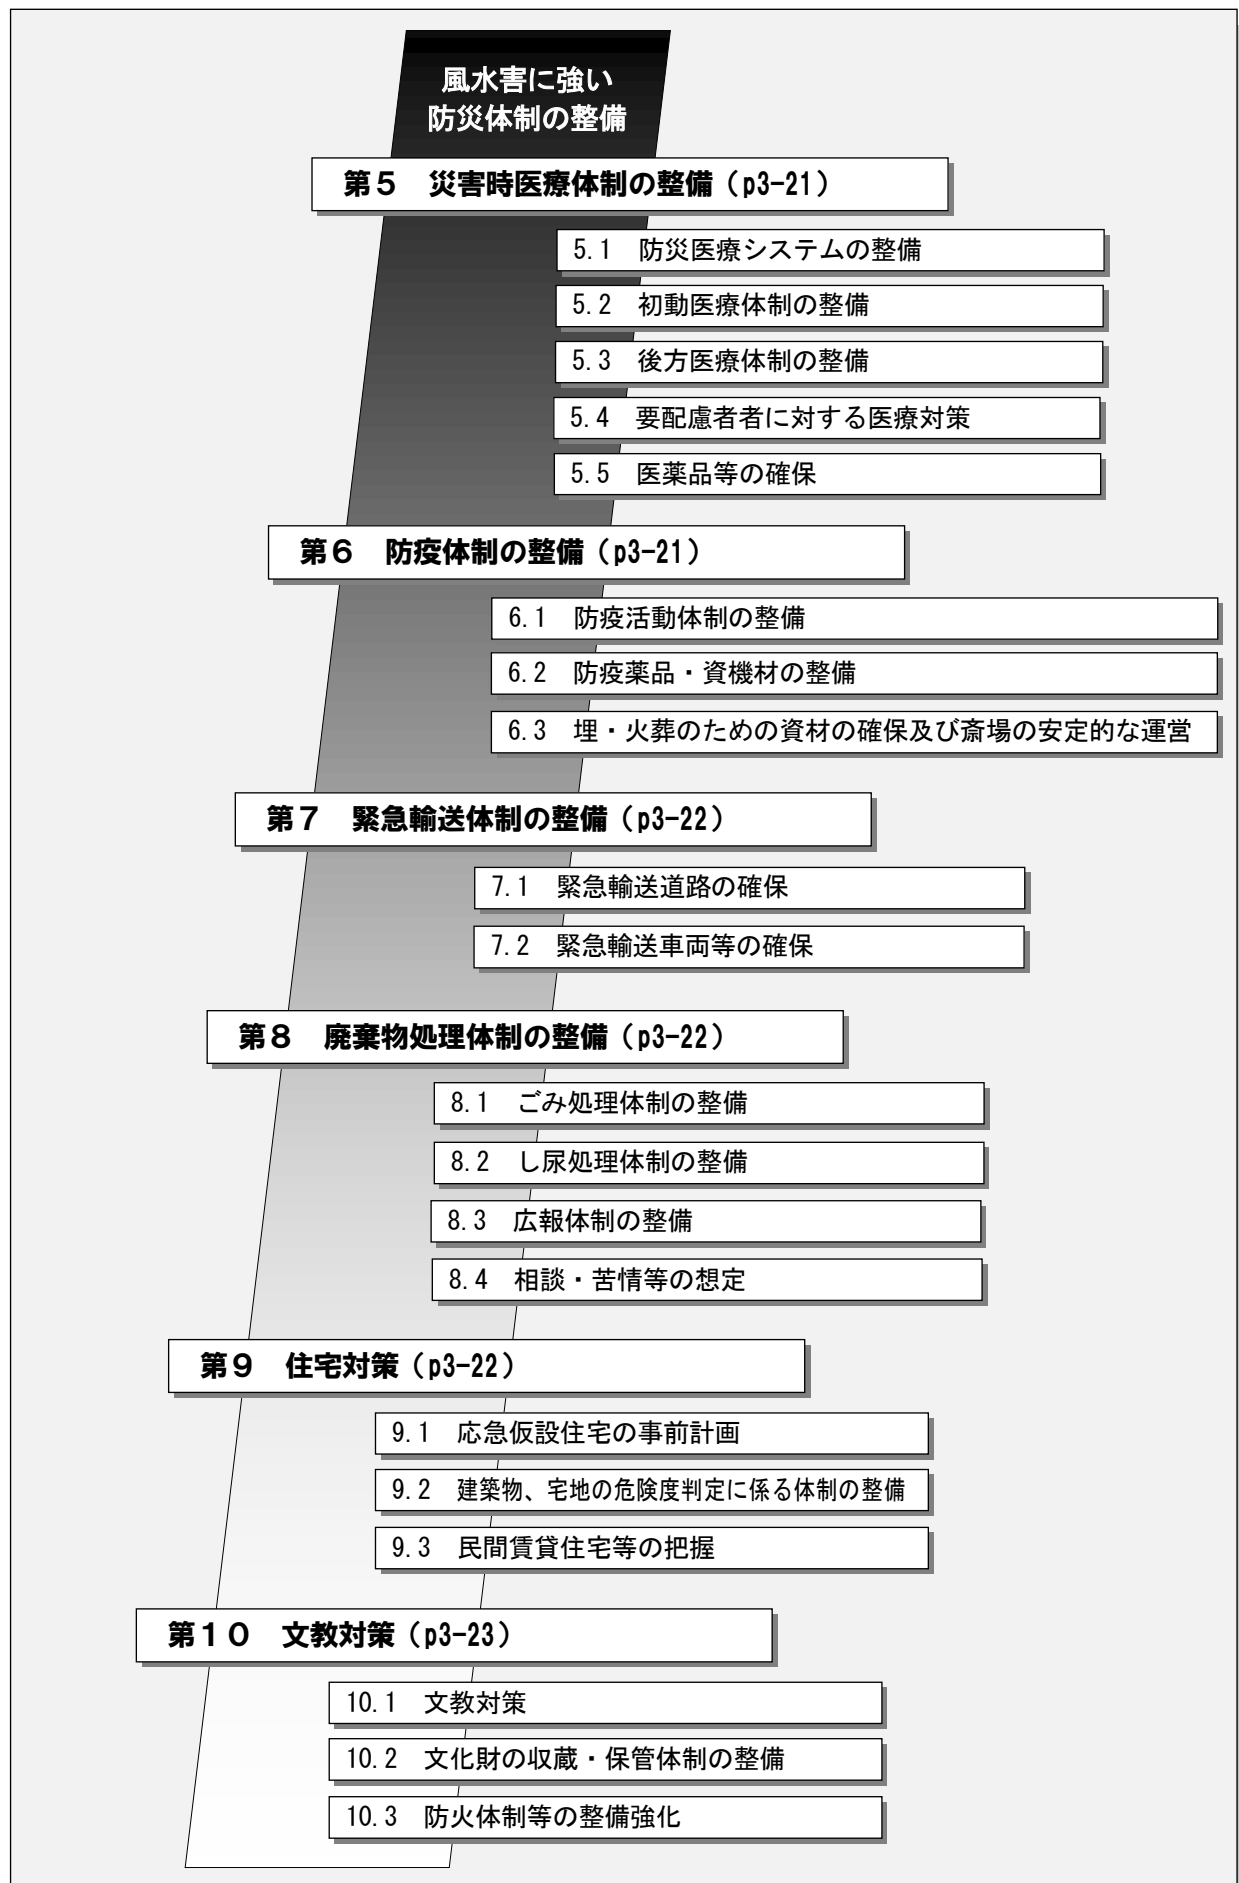 風水害に強い
防災体制の整備
第5 災害時医療体制の整備（p3-21）
5.1 防災医療システムの整備
5.2 初動医療体制の整備
5.3 後方医療体制の整備
5.4 要配慮者者に対する医療対策
5.5 医薬品等の確保
第6 防疫体制の整備（p3-21）
6.1 防疫活動体制の整備
6.2 防疫薬品・資機材の整備
6.3 埋・火葬のための資材の確保及び斎場の安定的な運営
第7 緊急輸送体制の整備（p3-22）
7.1 緊急輸送道路の確保
7.2 緊急輸送車両等の確保
第8 廃棄物処理体制の整備（p3-22）
8.1 ごみ処理体制の整備
8.2 し尿処理体制の整備
8.3 広報体制の整備
8.4 相談・苦情等の想定
第9 住宅対策（p3-22）
9.1 応急仮設住宅の事前計画
9.2 建築物、宅地の危険度判定に係る体制の整備
9.3 民間賃貸住宅等の把握
第10 文教対策（p3-23）
10.1 文教対策
10.2 文化財の収蔵・保管体制の整備
10.3 防火体制等の整備強化